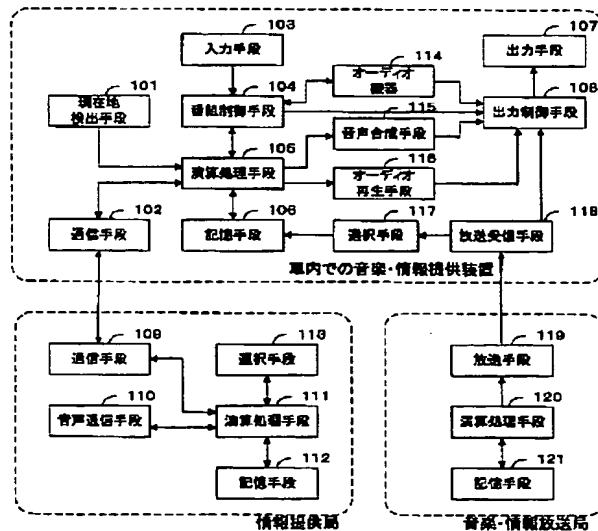 107
103
入力手段
出力手段
114
オーディオ
機器
101
現在地
検出手段
104
番組制御手段
108
出力制御手段
115
音声合成手段
105
演算処理手段
116
オーディオ
再生手段
102
通信手段
106
記憶手段
117
選択手段
118
放送受信手段
車内での音楽・情報提供装置
109
通信手段
113
選択手段
119
放送手段
110
音声通信手段
111
演算処理手段
120
演算処理手段
112
記憶手段
121
記憶手段
情報提供局
音楽・情報放送局